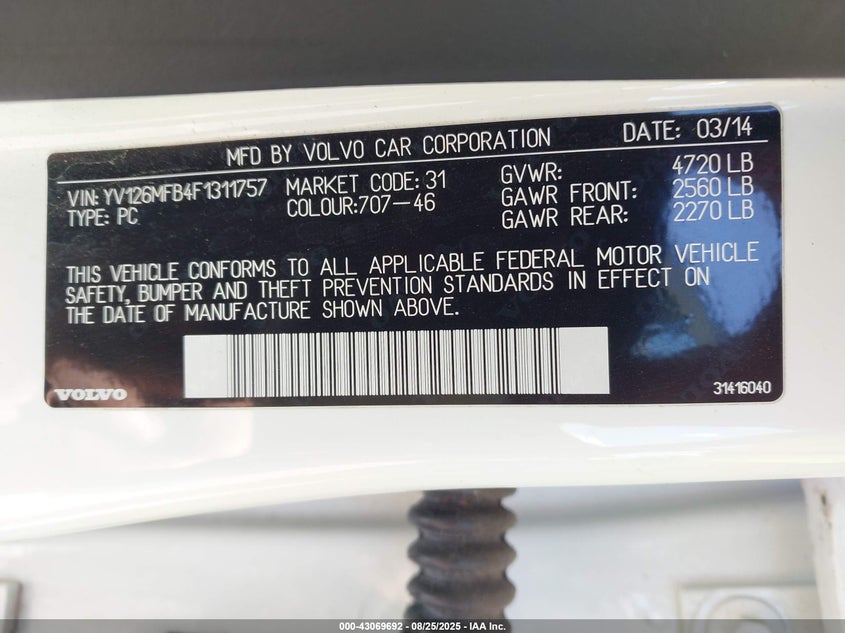 MFD BY VOLVO CAR CORPORATION DATE: 03/14
VIN: YV126MFB4F1311757 MARKET CODE: 31 GVWR: 4720 LB
TYPE: PC COLOUR:707-46 GAWR FRONT: 2560 LB
GAWR REAR: 2270 LB
THIS VEHICLE CONFORMS TO ALL APPLICABLE FEDERAL MOTOR VEHICLE
SAFETY, BUMPER AND THEFT PREVENTION STANDARDS IN EFFECT ON
THE DATE OF MANUFACTURE SHOWN ABOVE.
VOLVO 31416040
000-43069692 - 08/25/2025 - IAA Inc.